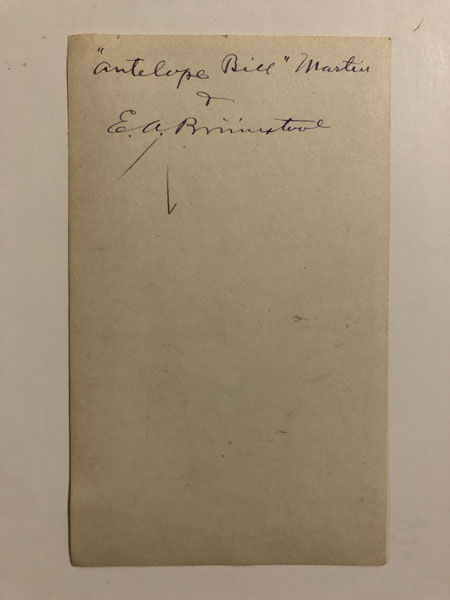 "Antelope Bill" Martin
&
E. A. Brininstool